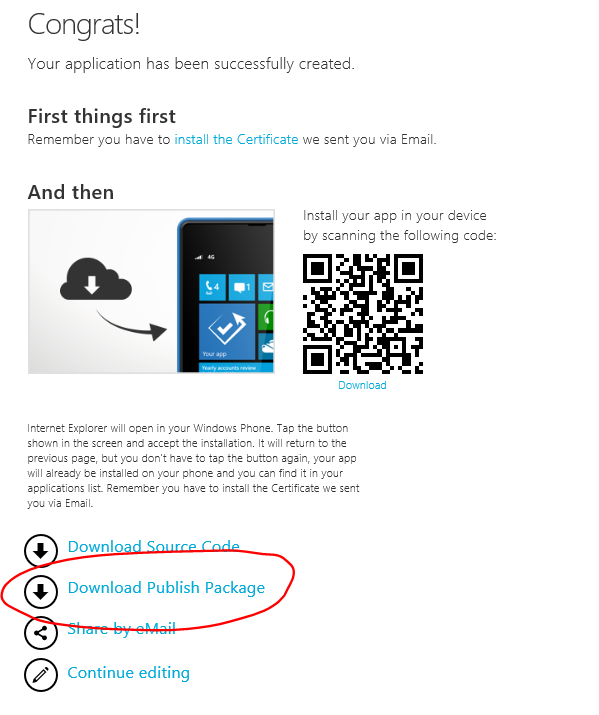 Congrats!
Your application has been successfully created.
First things first
Remember you have to install the Certificate we sent you via Email.
And then
Install your app in your device
by scanning the following code:
4G
4
1
Your app
Yearly accounts review
Download
Internet Explorer will open in your Windows Phone. Tap the button
shown in the screen and accept the installation. It will return to the
previous page, but you don't have to tap the button again, your app
will already be installed on your phone and you can find it in your
applications list. Remember you have to install the Certificate we sent
you via Email.
Download Source Code
Download Publish Package
Share by eMail
Continue editing